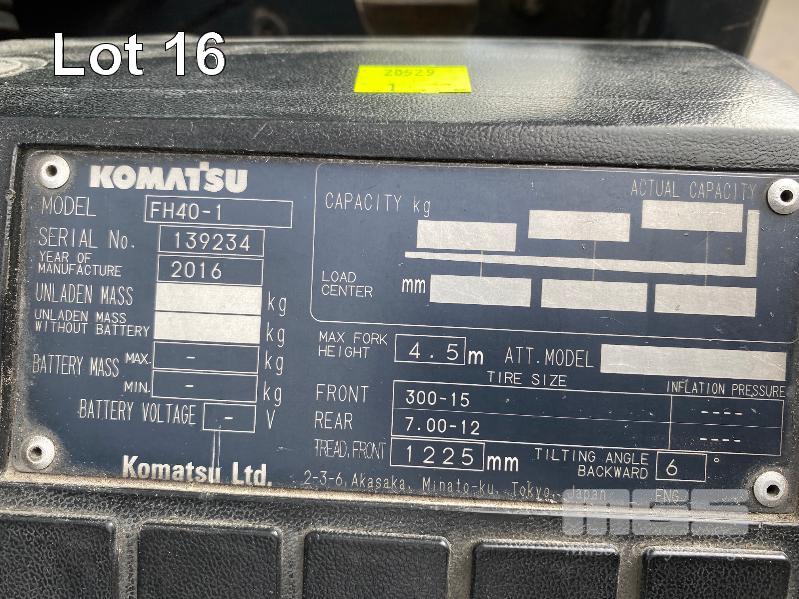 Lot 16
20529
1
KOMATSU
MODEL FH40-1
SERIAL No. 139234
YEAR OF MANUFACTURE 2016
UNLADEN MASS kg
UNLADEN MASS WITHOUT BATTERY kg
BATTERY MASS MAX. - kg
MIN. - kg
BATTERY VOLTAGE - V
Komatsu Ltd.
2-3-6, Akasaka, Minato-ku, Tokyo, Japan
CAPACITY kg
ACTUAL CAPACITY
LOAD CENTER mm
MAX FORK HEIGHT 4.5 m
ATT. MODEL
TIRE SIZE
INFLATION PRESSURE
FRONT 300-15 ----
REAR 7.00-12 ----
TREAD, FRONT 1225 mm
TILTING ANGLE BACKWARD 6 °
ENG